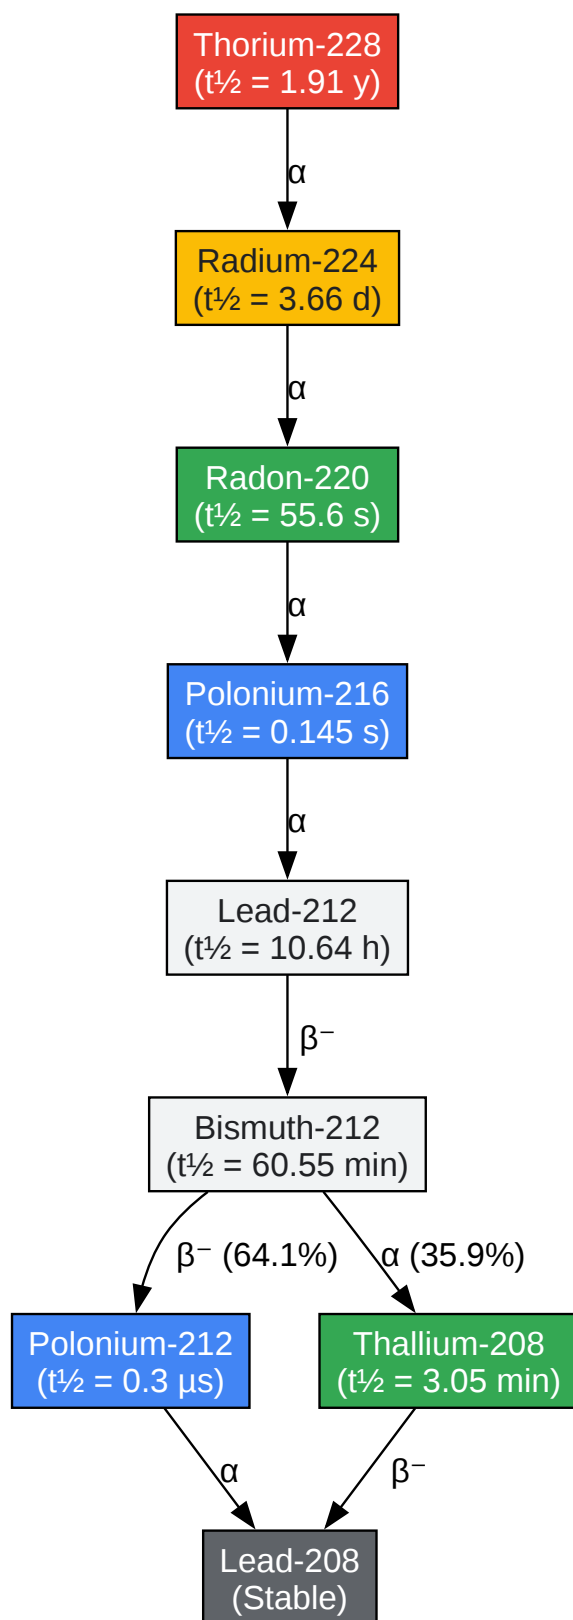 Thorium-228
(t½ = 1.91 y)
α
Radium-224
(t½ = 3.66 d)
α
Radon-220
(t½ = 55.6 s)
α
Polonium-216
(t½ = 0.145 s)
α
Lead-212
(t½ = 10.64 h)
β⁻
Bismuth-212
(t½ = 60.55 min)
β⁻ (64.1%)
α (35.9%)
Polonium-212
(t½ = 0.3 µs)
Thallium-208
(t½ = 3.05 min)
α
β⁻
Lead-208
(Stable)